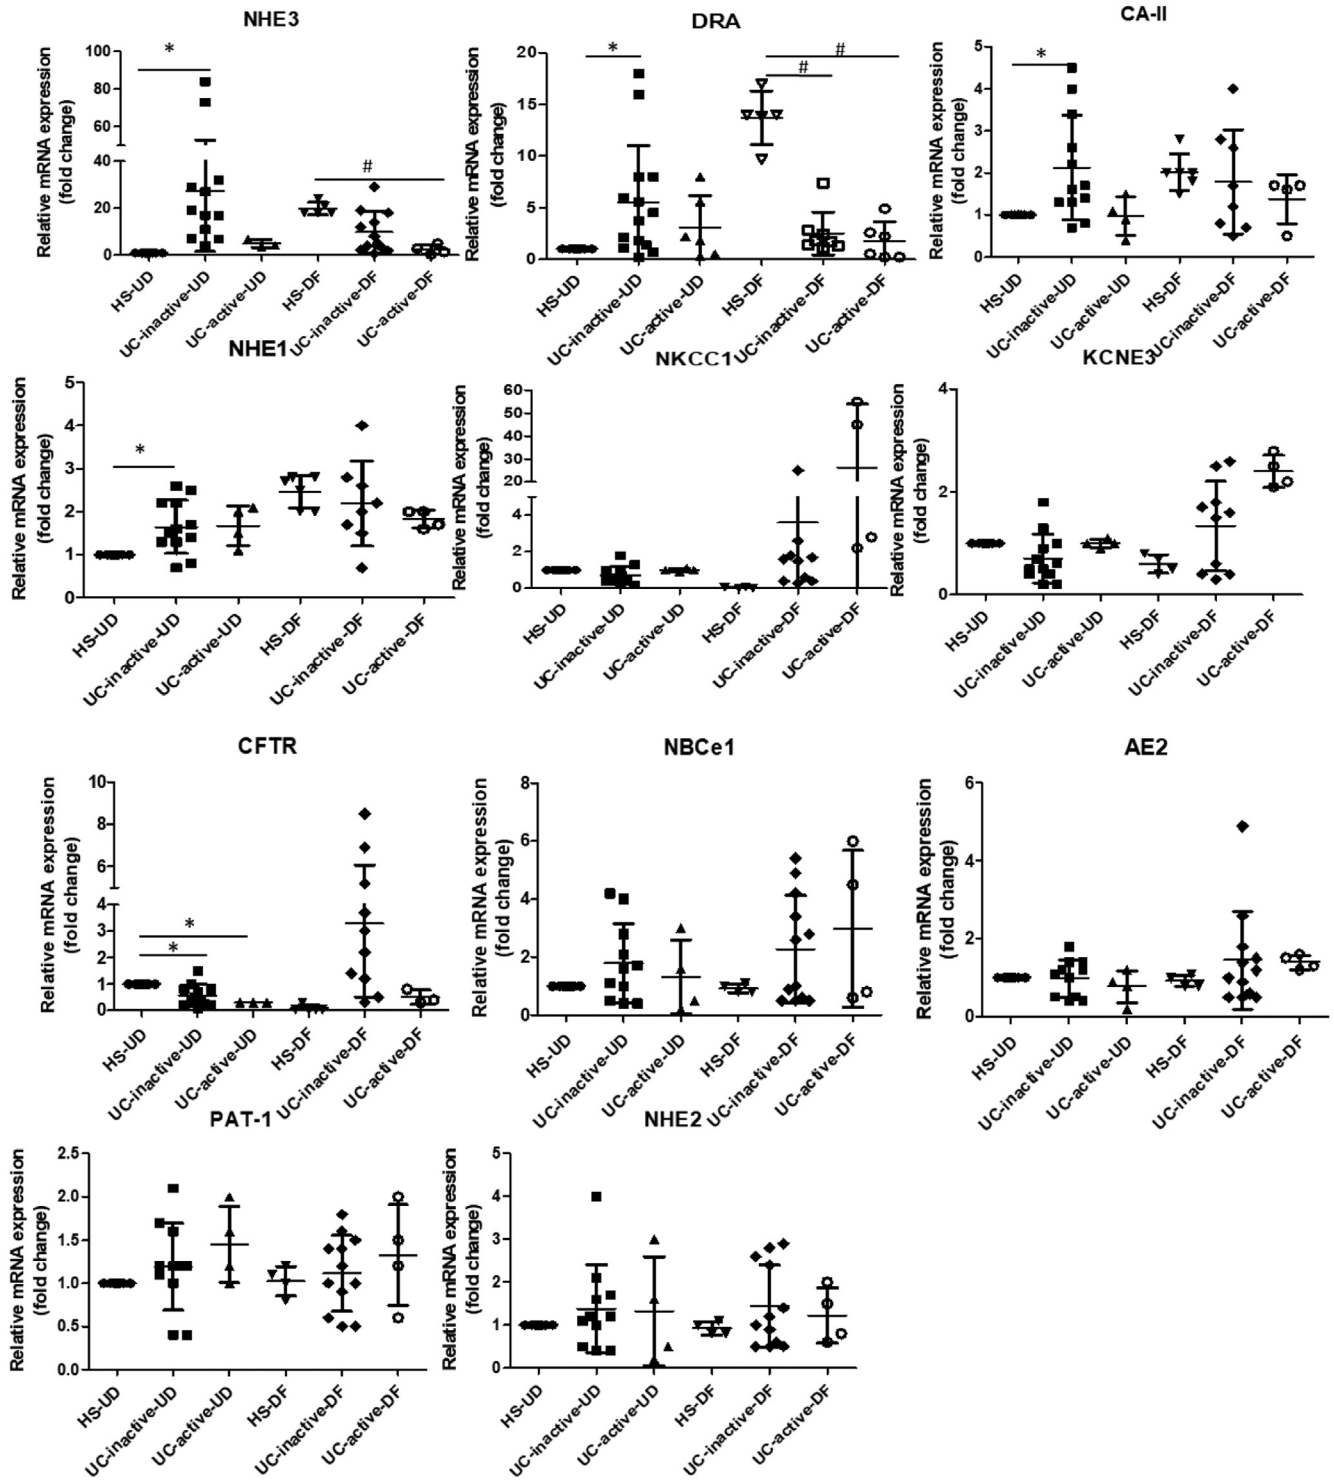 NHE3
Relative mRNA expression
(fold change)
100
80
60
40
20
0
*
#
HS-UD
UC-inactive-UD
UC-active-UD
HS-DF
UC-inactive-DF
UC-active-DF
DRA
Relative mRNA expression
(fold change)
20
15
10
5
0
*
#
#
HS-UD
UC-inactive-UD
UC-active-UD
HS-DF
UC-inactive-DF
UC-active-DF
CA-II
Relative mRNA expression
(fold change)
5
4
3
2
1
0
*
HS-UD
UC-inactive-UD
UC-active-UD
HS-DF
UC-inactive-DF
UC-active-DF
NHE1
Relative mRNA expression
(fold change)
5
4
3
2
1
0
*
HS-UD
UC-inactive-UD
UC-active-UD
HS-DF
UC-inactive-DF
UC-active-DF
NKCC1
Relative mRNA expression
(fold change)
60
50
40
30
20
4
2
0
HS-UD
UC-inactive-UD
UC-active-UD
HS-DF
UC-inactive-DF
UC-active-DF
KCNE3
Relative mRNA expression
(fold change)
4
2
0
HS-UD
UC-inactive-UD
UC-active-UD
HS-DF
UC-inactive-DF
UC-active-DF
CFTR
Relative mRNA expression
(fold change)
10
8
6
4
3
2
1
0
*
*
HS-UD
UC-inactive-UD
UC-active-UD
HS-DF
UC-inactive-DF
UC-active-DF
NBCe1
Relative mRNA expression
(fold change)
8
6
4
2
0
HS-UD
UC-inactive-UD
UC-active-UD
HS-DF
UC-inactive-DF
UC-active-DF
AE2
Relative mRNA expression
(fold change)
6
4
2
0
HS-UD
UC-inactive-UD
UC-active-UD
HS-DF
UC-inactive-DF
UC-active-DF
PAT-1
Relative mRNA expression
(fold change)
2.5
2.0
1.5
1.0
0.5
0.0
HS-UD
UC-inactive-UD
UC-active-UD
HS-DF
UC-inactive-DF
UC-active-DF
NHE2
Relative mRNA expression
(fold change)
5
4
3
2
1
0
HS-UD
UC-inactive-UD
UC-active-UD
HS-DF
UC-inactive-DF
UC-active-DF